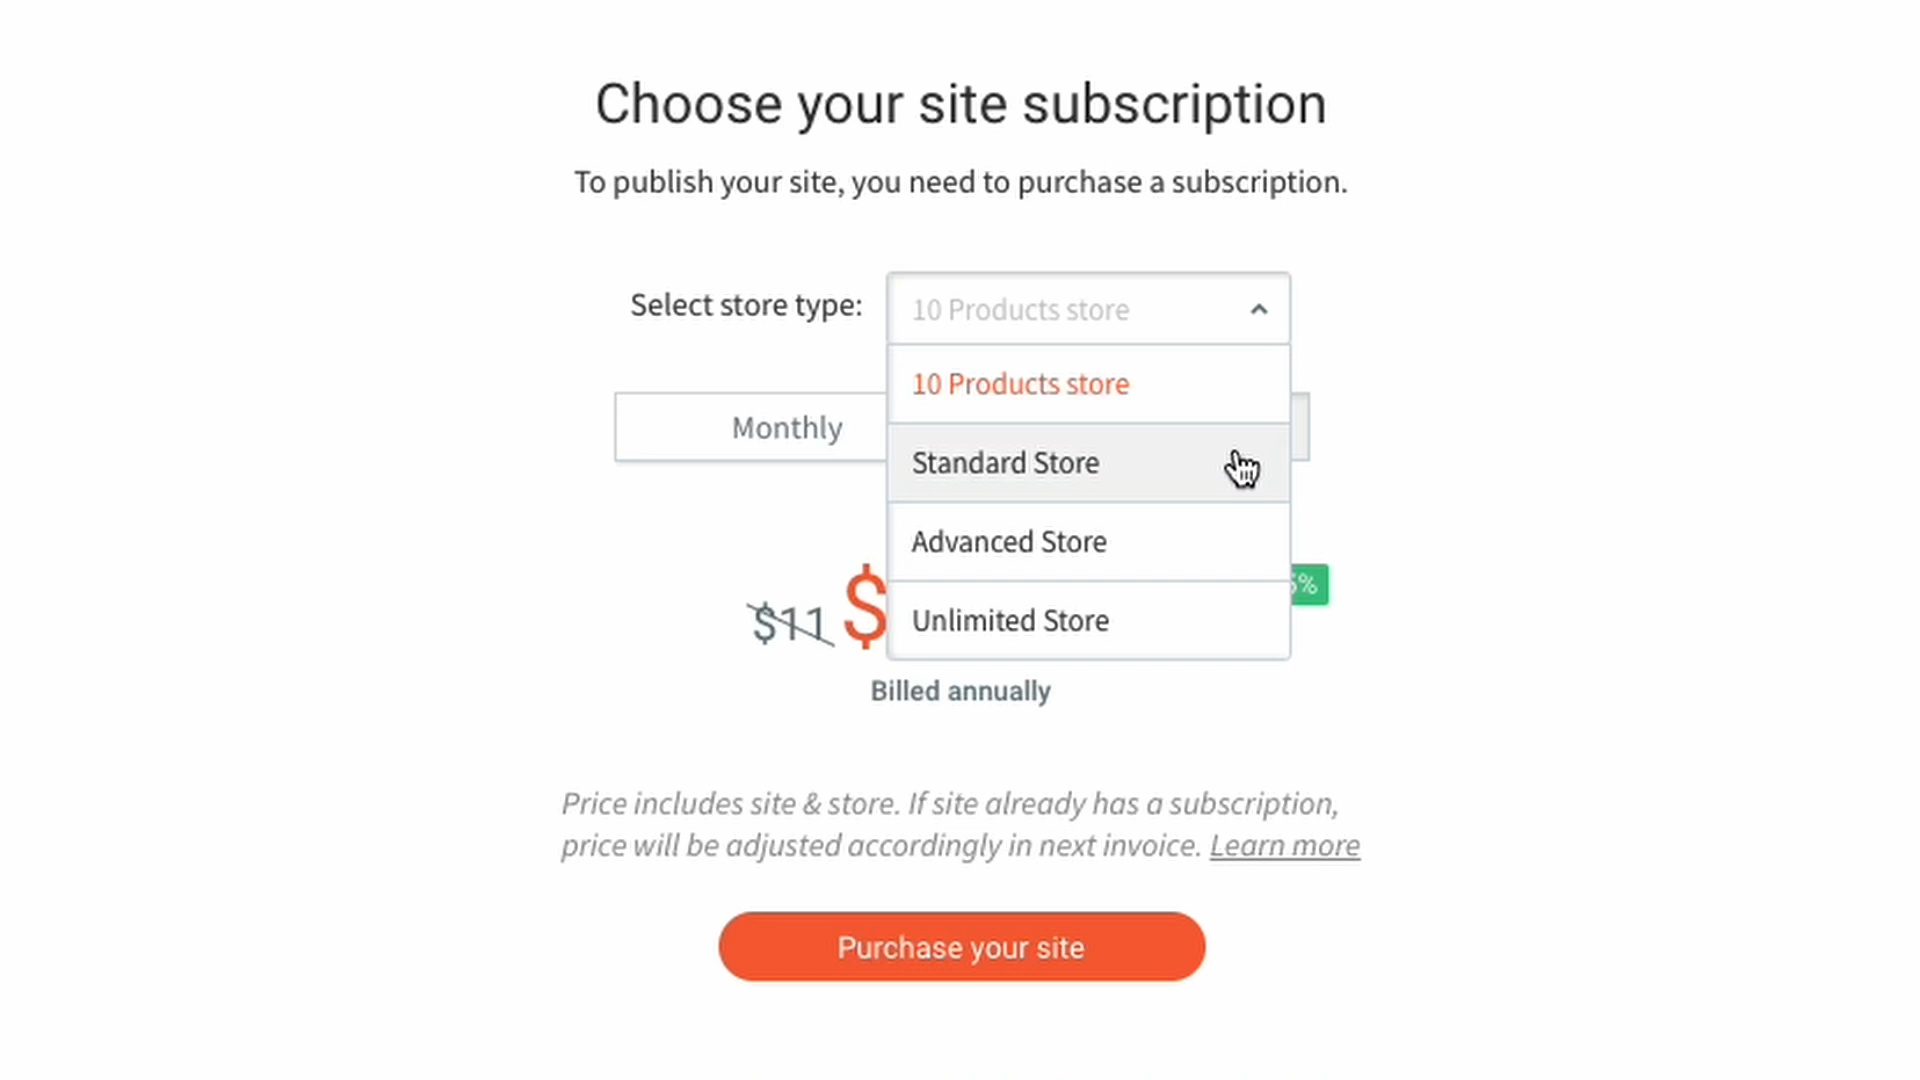 Choose your site subscription
To publish your site, you need to purchase a subscription.
Select store type:
10 Products store
10 Products store
Monthly
Standard Store
Advanced Store
$11 $
Unlimited Store
Billed annually
Price includes site & store. If site already has a subscription,
price will be adjusted accordingly in next invoice. Learn more
Purchase your site